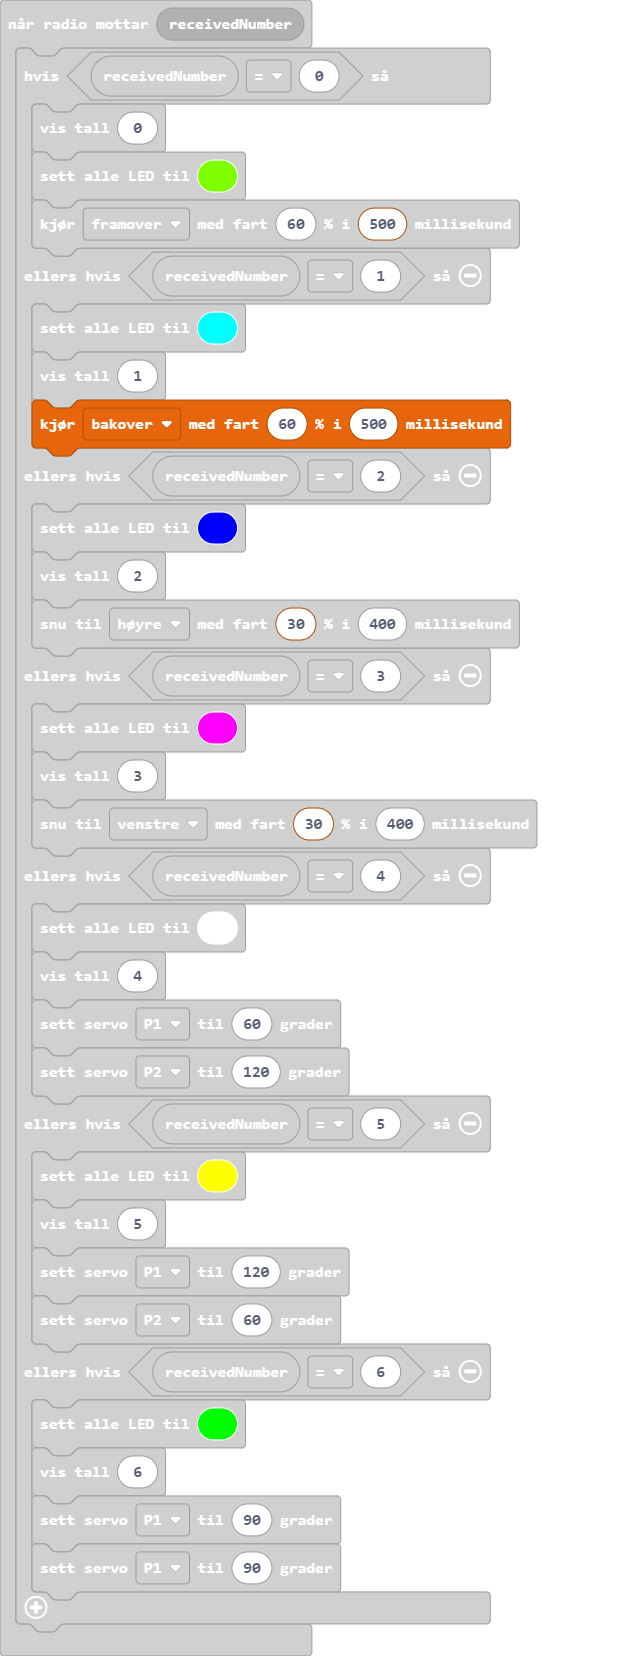 når radio mottar receivedNumber
hvis receivedNumber = 0 så
vis tall 0
sett alle LED til
kjør framover med fart 60 % i 500 millisekund
ellers hvis receivedNumber = 1 så
sett alle LED til
vis tall 1
kjør bakover med fart 60 % i 500 millisekund
ellers hvis receivedNumber = 2 så
sett alle LED til
vis tall 2
snu til høyre med fart 30 % i 400 millisekund
ellers hvis receivedNumber = 3 så
sett alle LED til
vis tall 3
snu til venstre med fart 30 % i 400 millisekund
ellers hvis receivedNumber = 4 så
sett alle LED til
vis tall 4
sett servo P1 til 60 grader
sett servo P2 til 120 grader
ellers hvis receivedNumber = 5 så
sett alle LED til
vis tall 5
sett servo P1 til 120 grader
sett servo P2 til 60 grader
ellers hvis receivedNumber = 6 så
sett alle LED til
vis tall 6
sett servo P1 til 90 grader
sett servo P1 til 90 grader